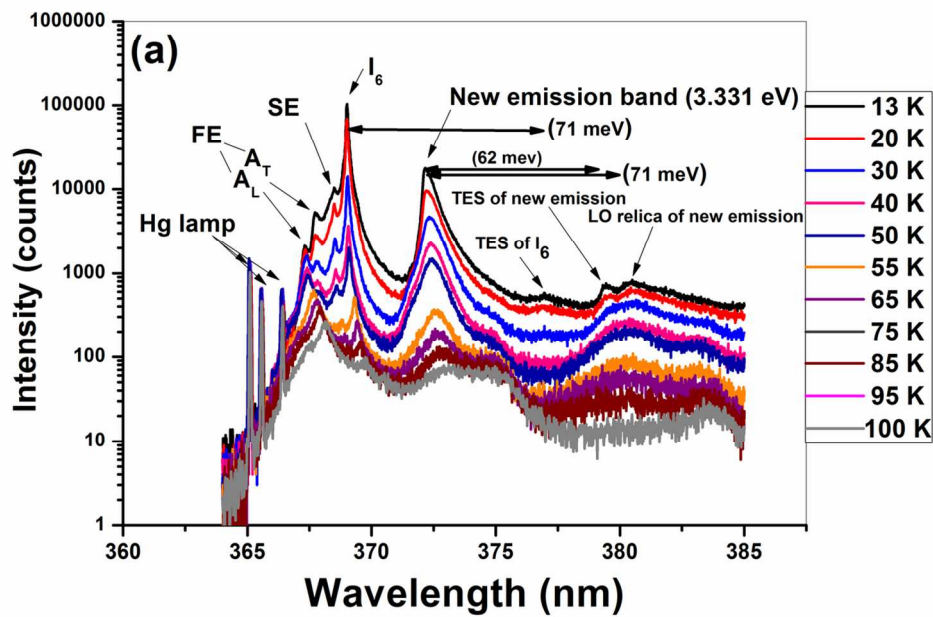 (a)
1000000
100000
10000
1000
100
10
1
Intensity (counts)
I6
SE
FE
AT
AL
Hg lamp
New emission band (3.331 eV)
(71 meV)
(62 mev)
(71 meV)
TES of new emission
LO relica of new emission
TES of I6
13 K
20 K
30 K
40 K
50 K
55 K
65 K
75 K
85 K
95 K
100 K
360 365 370 375 380 385
Wavelength (nm)